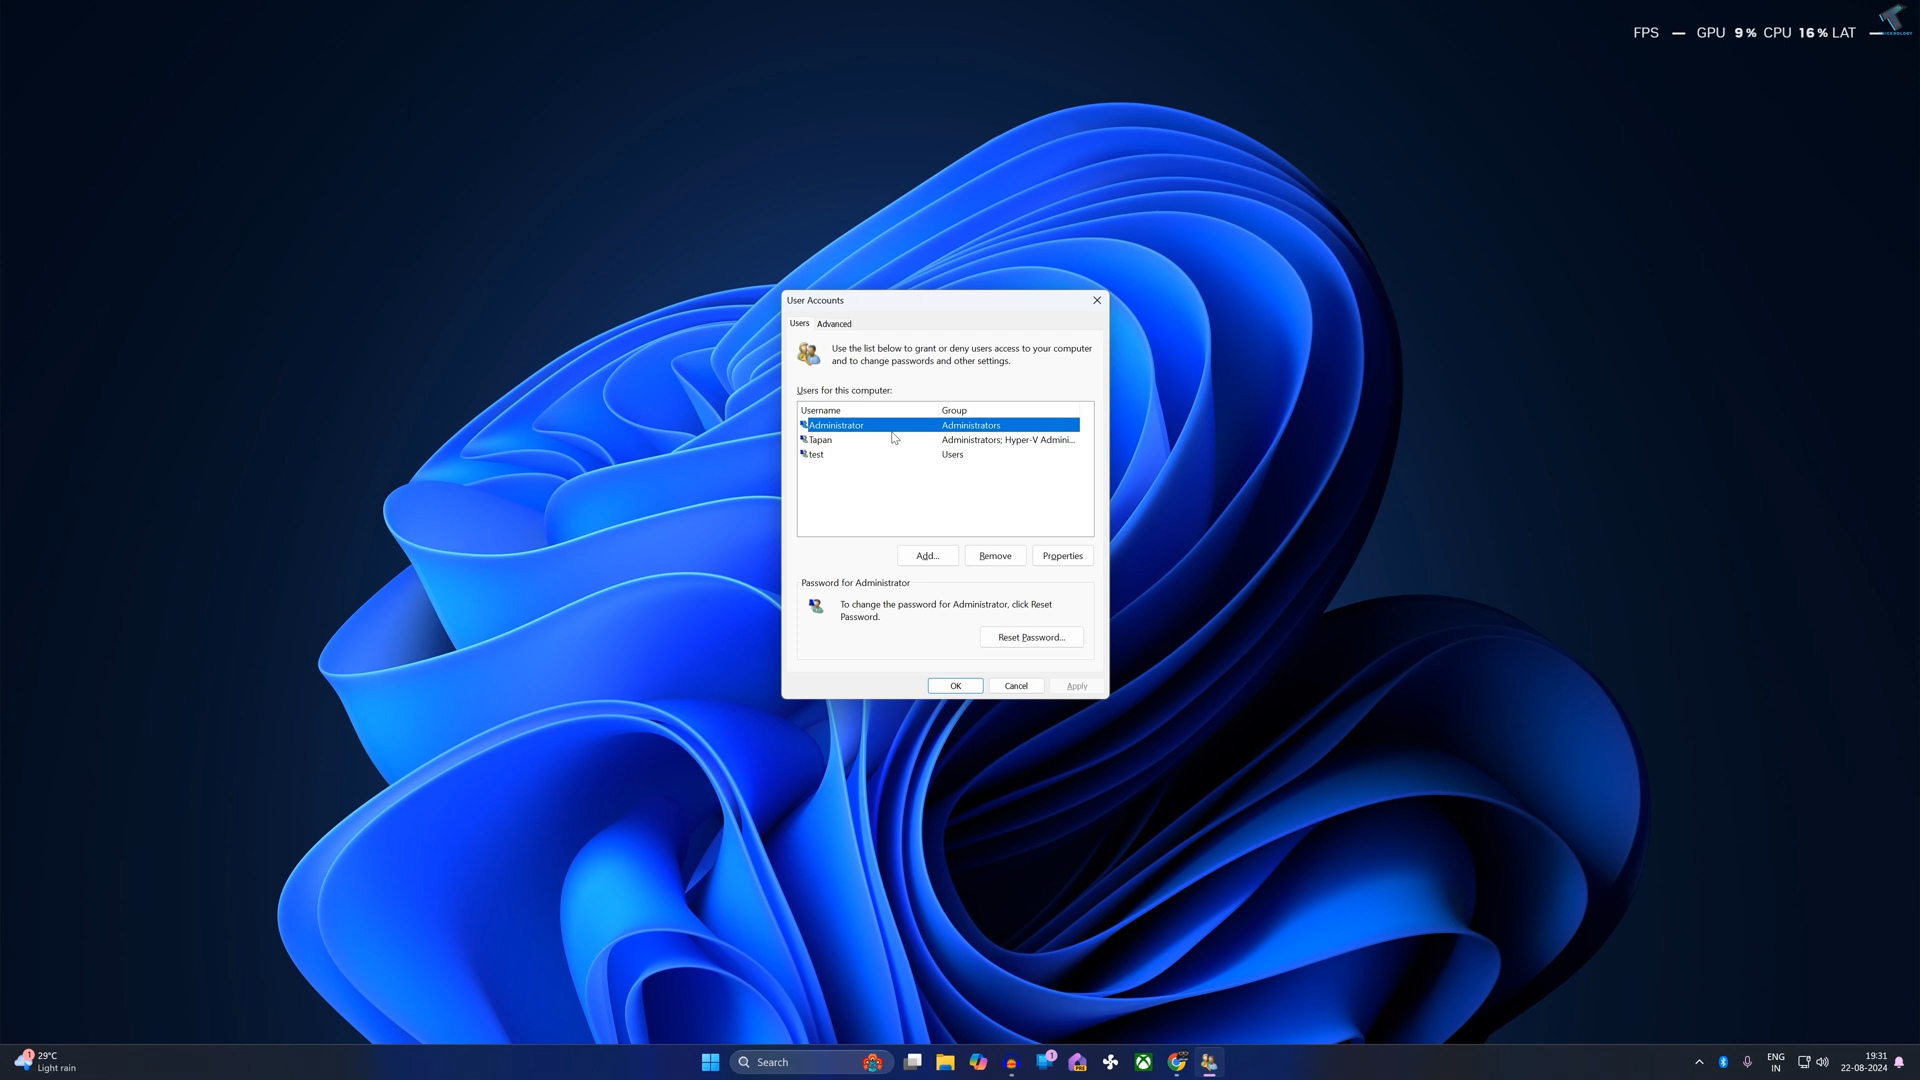 FPS — GPU 9% CPU 16% LAT —
User Accounts
Users Advanced
Use the list below to grant or deny users access to your computer
and to change passwords and other settings.
Users for this computer:
Username Group
Administrator Administrators
Tapan Administrators; Hyper-V Admini...
test Users
Add... Remove Properties
Password for Administrator
To change the password for Administrator, click Reset
Password.
Reset Password...
OK Cancel Apply
1
29°C
Light rain
Search
1
PRE
ENG
IN
19:31
22-08-2024